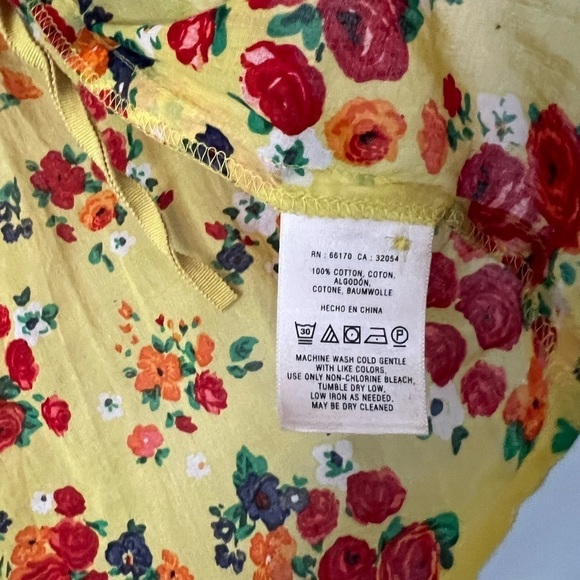 RN : 66170 CA : 32054
100% COTTON, COTON,
ALGODÓN,
COTONE, BAUMWOLLE
HECHO EN CHINA
30 P
MACHINE WASH COLD GENTLE
WITH LIKE COLORS,
USE ONLY NON-CHLORINE BLEACH,
TUMBLE DRY LOW,
LOW IRON AS NEEDED,
MAY BE DRY CLEANED